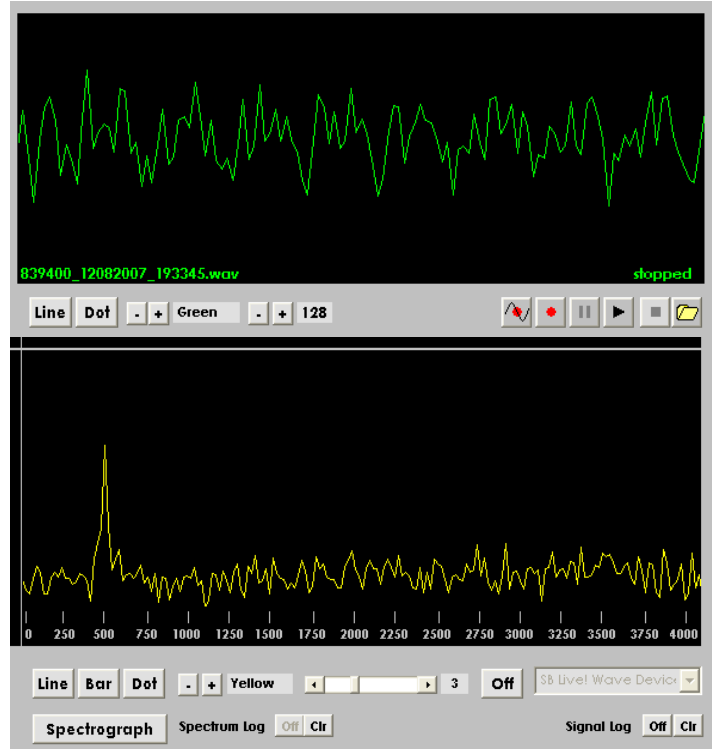 839400_12082007_193345.wav stopped
Line Dot - + Green - + 128
0 250 500 750 1000 1250 1500 1750 2000 2250 2500 2750 3000 3250 3500 3750 4000
Line Bar Dot - + Yellow 3 Off SB Live! Wave Device
Spectrograph Spectrum Log Off Clr Signal Log Off Clr